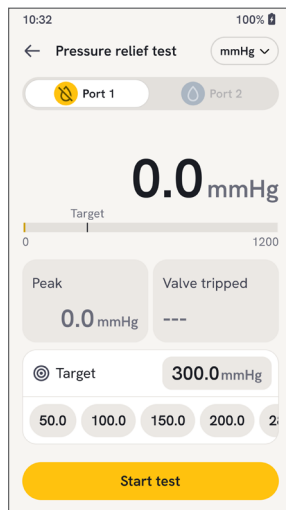 10:32 100%
Pressure relief test mmHg
Port 1 Port 2
0.0 mmHg
Target
0 1200
Peak Valve tripped
0.0 mmHg ---
Target 300.0 mmHg
50.0 100.0 150.0 200.0
Start test